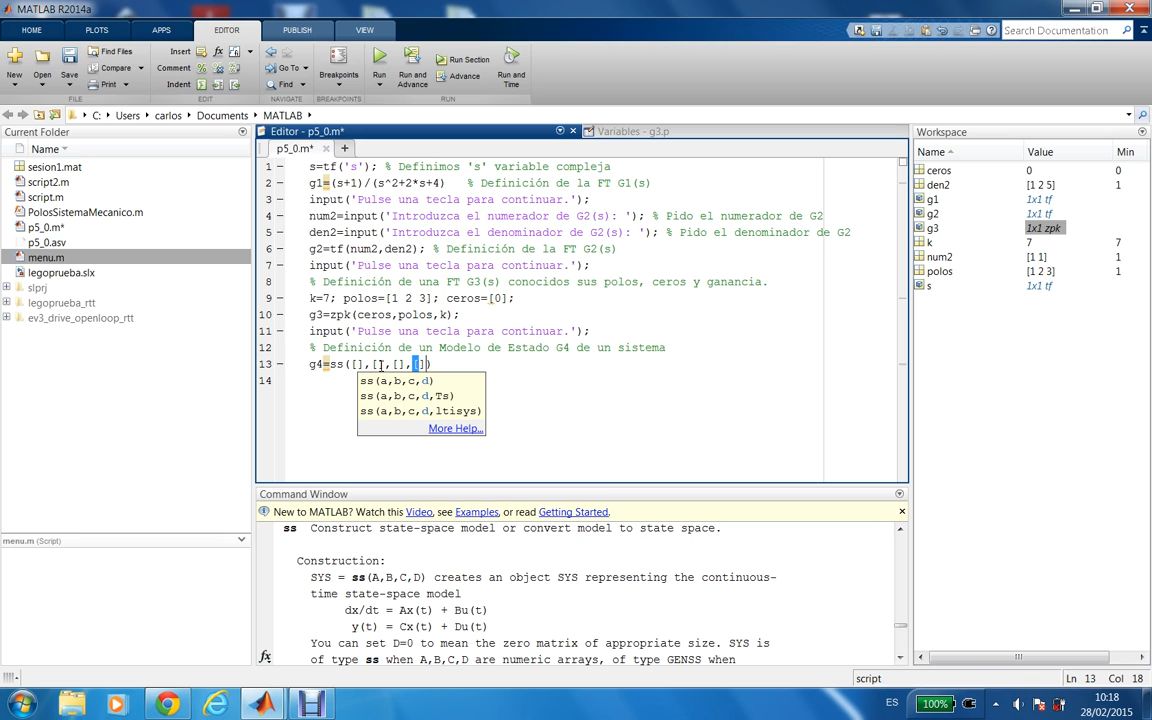 MATLAB R2014a
HOME PLOTS APPS EDITOR PUBLISH VIEW
Search Documentation
New Open Save Find Files Compare Print
Insert Comment Indent fx
Go To Find
Breakpoints Run Run and Advance Run Section Advance Run and Time
FILE EDIT NAVIGATE BREAKPOINTS RUN
C: Users carlos Documents MATLAB
Current Folder
Name
sesion1.mat
script2.m
script.m
PolosSistemaMecanico.m
p5_0.m*
p5_0.asv
menu.m
legoprueba.slx
slprj
legoprueba_rtt
ev3_drive_openloop_rtt
menu.m (Script)
Editor - p5_0.m*
Variables - g3.p
p5_0.m*
1 s=tf('s'); % Definimos 's' variable compleja
2 g1=(s+1)/(s^2+2*s+4) % Definición de la FT G1(s)
3 input('Pulse una tecla para continuar.');
4 num2=input('Introduzca el numerador de G2(s): '); % Pido el numerador de G2
5 den2=input('Introduzca el denominador de G2(s): '); % Pido el denominador de G2
6 g2=tf(num2,den2); % Definición de la FT G2(s)
7 input('Pulse una tecla para continuar.');
8 % Definición de una FT G3(s) conocidos sus polos, ceros y ganancia.
9 k=7; polos=[1 2 3]; ceros=[0];
10 g3=zpk(ceros,polos,k);
11 input('Pulse una tecla para continuar.');
12 % Definición de un Modelo de Estado G4 de un sistema
13 g4=ss([],[],[],[])
14
ss(a,b,c,d)
ss(a,b,c,d,Ts)
ss(a,b,c,d,ltisys)
More Help...
Command Window
New to MATLAB? Watch this Video, see Examples, or read Getting Started.
ss Construct state-space model or convert model to state space.
Construction:
SYS = ss(A,B,C,D) creates an object SYS representing the continuous-
time state-space model
dx/dt = Ax(t) + Bu(t)
y(t) = Cx(t) + Du(t)
You can set D=0 to mean the zero matrix of appropriate size. SYS is
of type ss when A,B,C,D are numeric arrays, of type GENSS when
fx
Workspace
Name Value Min
ceros 0 0
den2 [1 2 5] 1
g1 1x1 tf
g2 1x1 tf
g3 1x1 zpk
k 7 7
num2 [1 1] 1
polos [1 2 3] 1
s 1x1 tf
script Ln 13 Col 18
ES 100% 10:18
28/02/2015